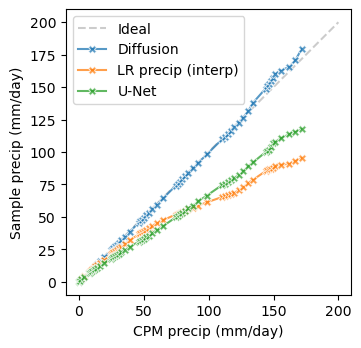 Ideal
Diffusion
LR precip (interp)
U-Net
Sample precip (mm/day)
200
175
150
125
100
75
50
25
0
0 50 100 150 200
CPM precip (mm/day)